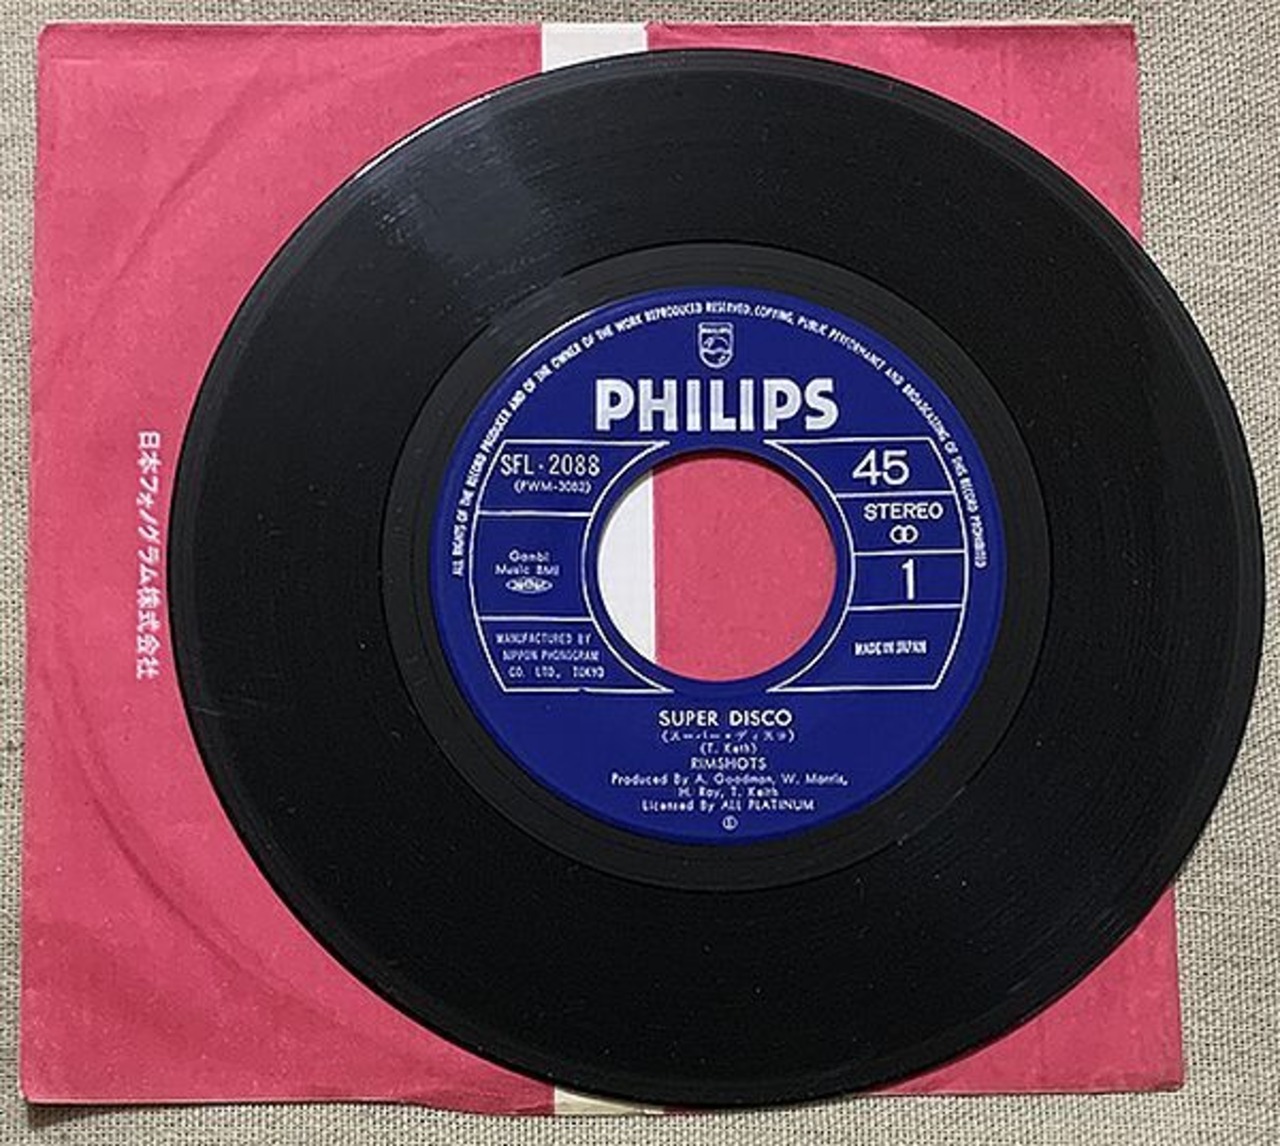 日本フォノグラム株式会社
ALL RIGHTS OF THE RECORD PRODUCER AND OF THE OWNER OF THE WORK REPRODUCED RESERVED. COPYING, PUBLIC PERFORMANCE AND BROADCASTING OF THIS RECORD PROHIBITED
PHILIPS
PHILIPS
SFL-2088
(PWM-3082)
Gambi
Music BMI
MANUFACTURED BY
NIPPON PHONOGRAM
CO. LTD., TOKYO
45
STEREO
1
MADE IN JAPAN
SUPER DISCO
(スーパー・ディスコ)
(T. Keth)
RIMSHOTS
Produced By A. Goodman, W. Morris,
H. Ray, T. Keith
Licensed By ALL PLATINUM